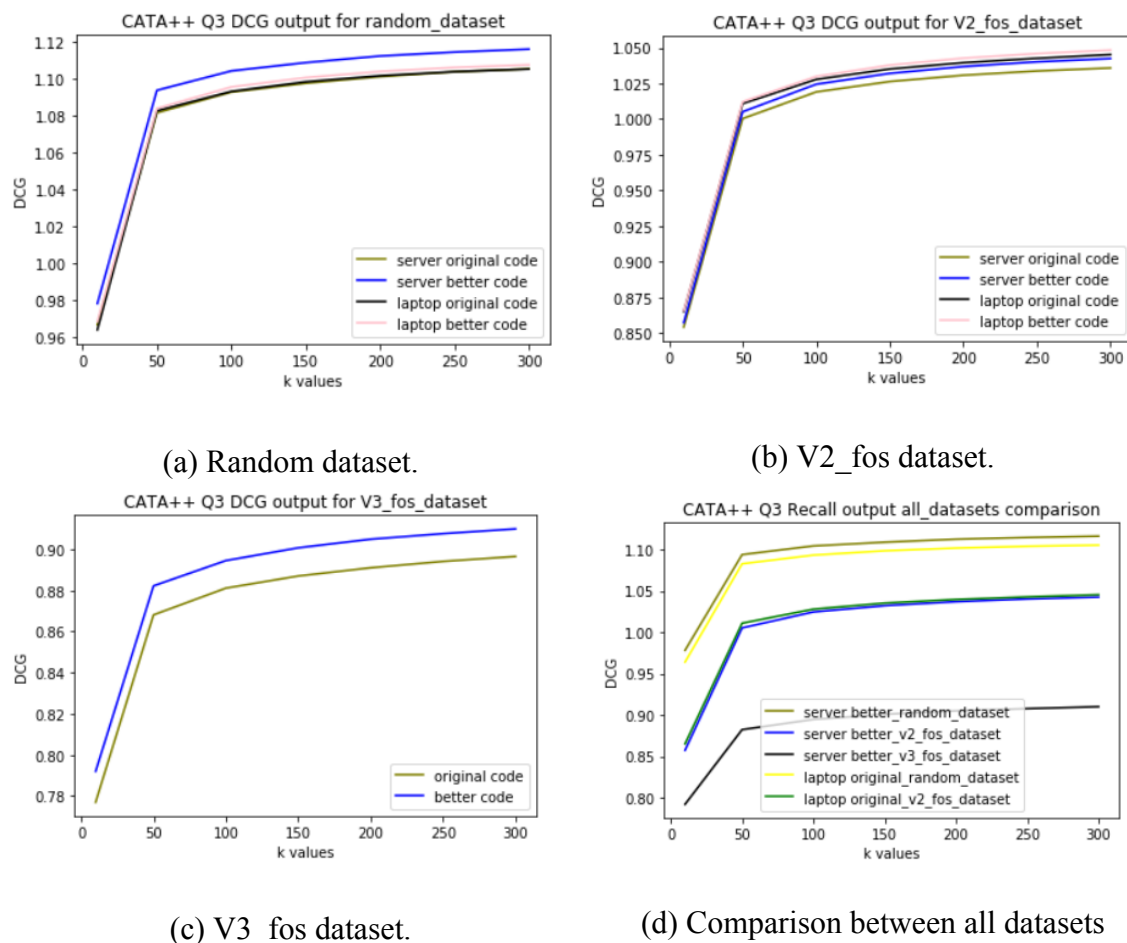 CATA++ Q3 DCG output for random_dataset
1.12
1.10
1.08
1.06
1.04
1.02
1.00
0.98
0.96
DCG
0
50
100
150
200
250
300
k values
server original code
server better code
laptop original code
laptop better code
(a) Random dataset.
CATA++ Q3 DCG output for V2_fos_dataset
1.050
1.025
1.000
0.975
0.950
0.925
0.900
0.875
0.850
DCG
0
50
100
150
200
250
300
k values
server original code
server better code
laptop original code
laptop better code
(b) V2_fos dataset.
CATA++ Q3 DCG output for V3_fos_dataset
0.90
0.88
0.86
0.84
0.82
0.80
0.78
DCG
0
50
100
150
200
250
300
k values
original code
better code
(c) V3_fos dataset.
CATA++ Q3 Recall output all_datasets comparison
1.10
1.05
1.00
0.95
0.90
0.85
0.80
DCG
0
50
100
150
200
250
300
k values
server better_random_dataset
server better_v2_fos_dataset
server better_v3_fos_dataset
laptop original_random_dataset
laptop original_v2_fos_dataset
(d) Comparison between all datasets